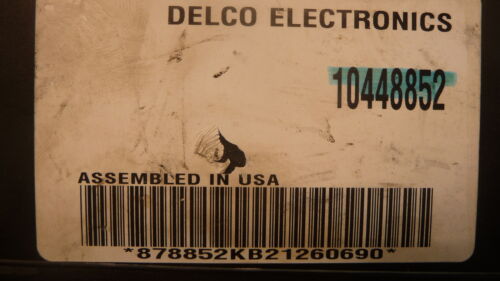 DELCO ELECTRONICS
10448852
ASSEMBLED IN USA
*878852KB21260690*